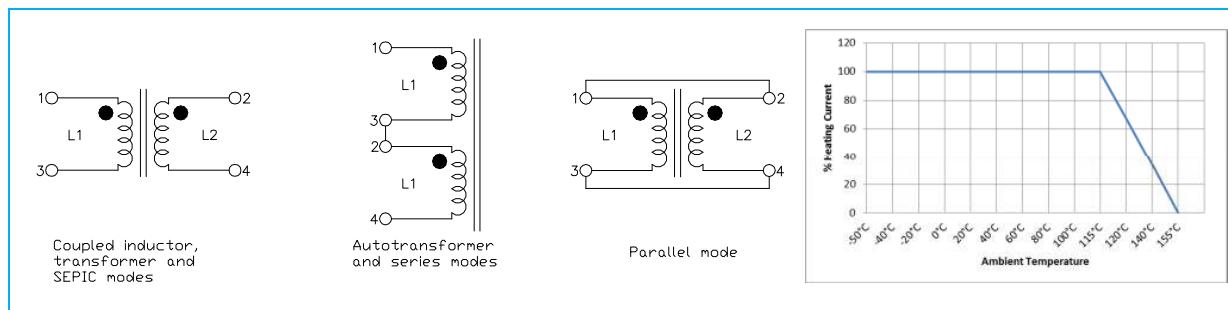 1
3
L1
L2
2
4
Coupled inductor,
transformer and
SEPIC modes
1
L1
3
2
L1
4
Autotransformer
and series modes
1
3
L1
L2
2
4
Parallel mode
120
100
80
60
40
20
0
% Heating Current
-50°C
-40°C
-20°C
0°C
20°C
40°C
60°C
80°C
100°C
115°C
120°C
140°C
155°C
Ambient Temperature